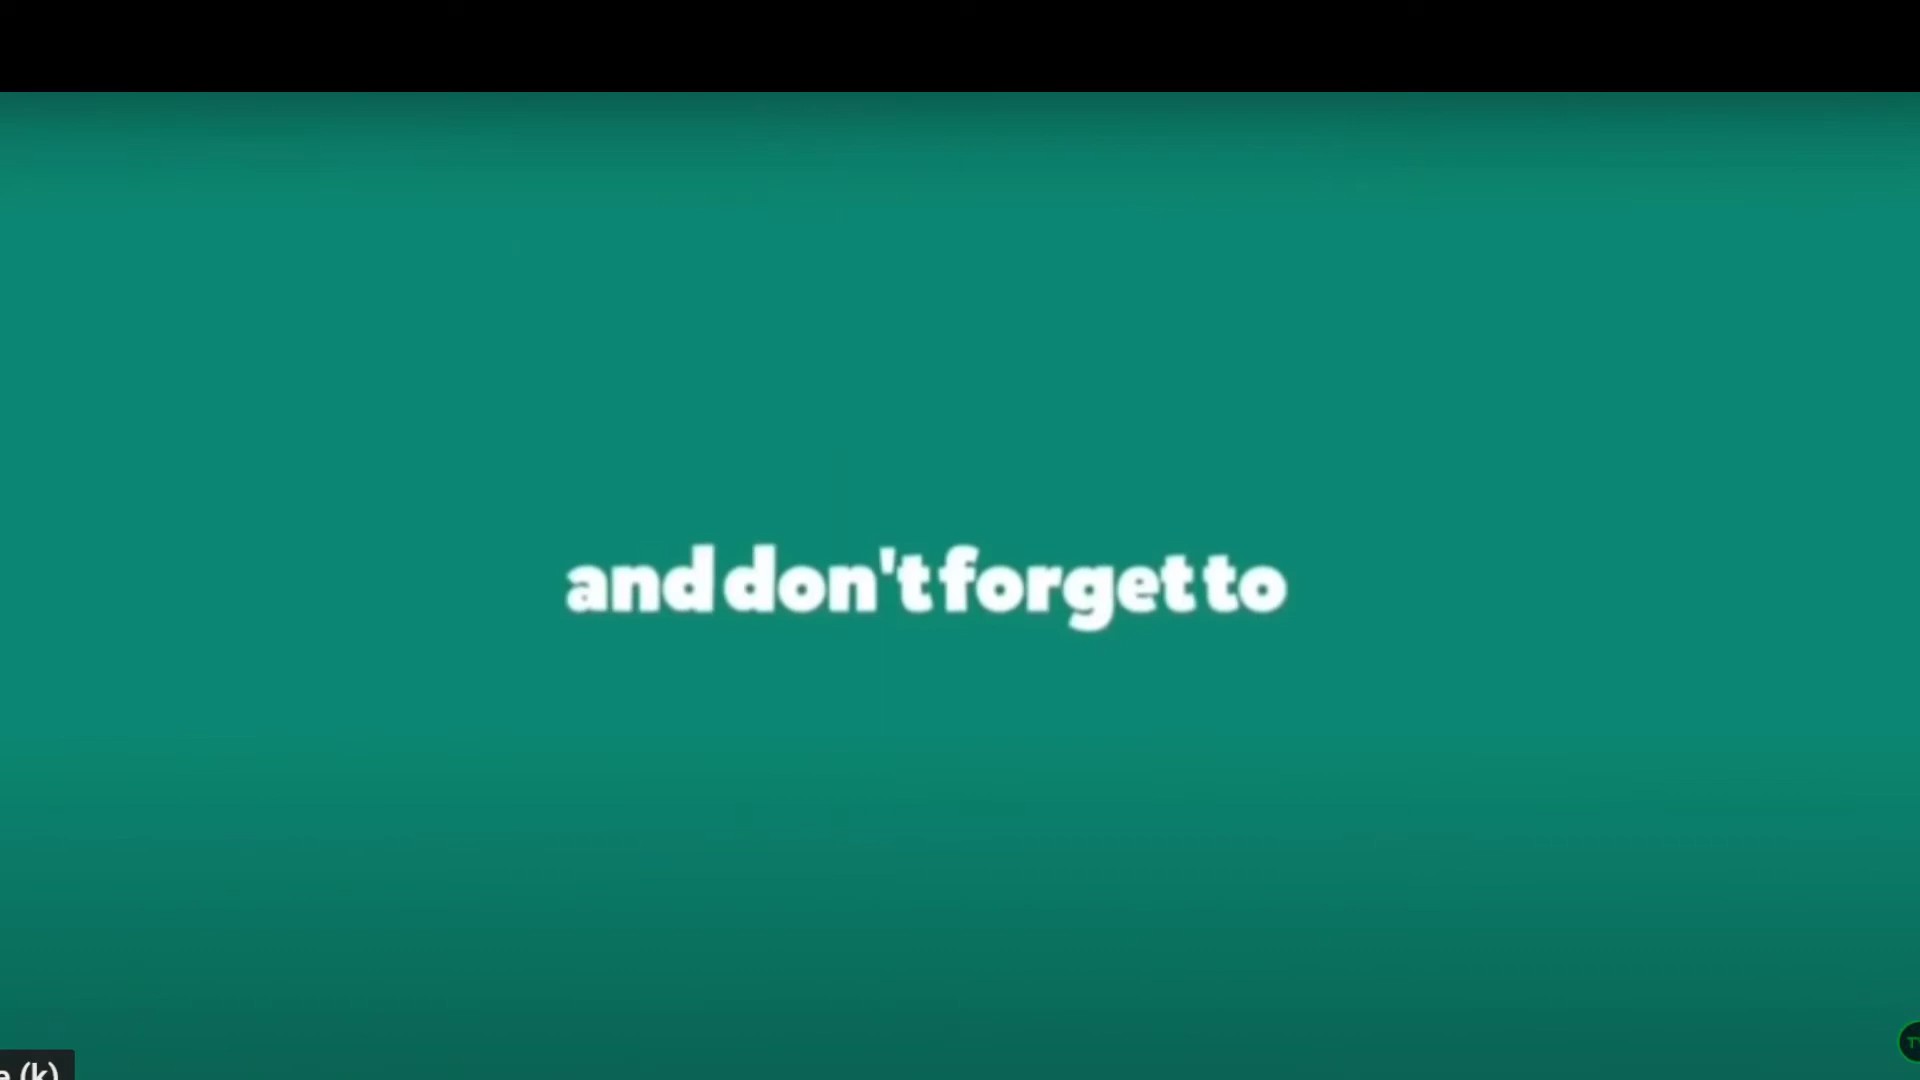 and don't forget to
e (k)